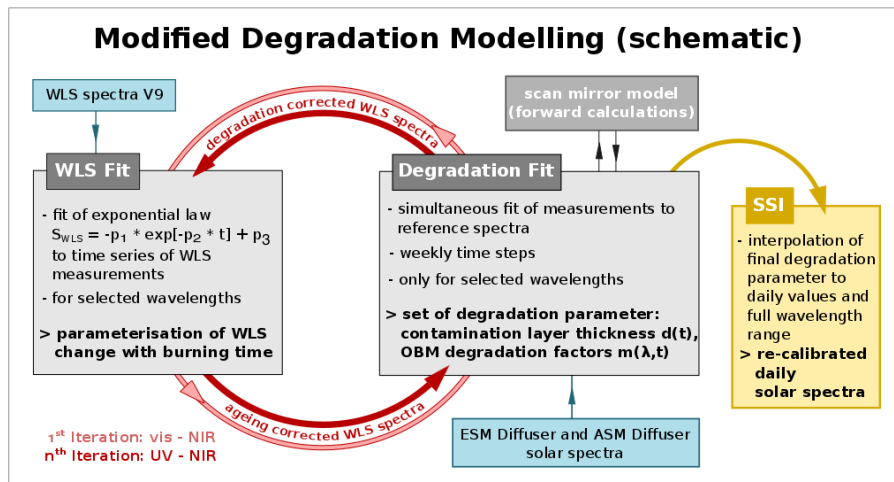 Modified Degradation Modelling (schematic)
WLS spectra V9
scan mirror model
(forward calculations)
degradation corrected WLS spectra
WLS Fit
- fit of exponential law
S_WLS = -p₁ * exp[-p₂ * t] + p₃
to time series of WLS
measurements
- for selected wavelengths
> parameterisation of WLS
change with burning time
Degradation Fit
- simultaneous fit of measurements to
reference spectra
- weekly time steps
- only for selected wavelengths
> set of degradation parameter:
contamination layer thickness d(t),
OBM degradation factors m(λ,t)
SSI
- interpolation of
final degradation
parameter to
daily values and
full wavelength
range
> re-calibrated
daily
solar spectra
ageing corrected WLS spectra
ESM Diffuser and ASM Diffuser
solar spectra
1st Iteration: vis - NIR
nth Iteration: UV - NIR